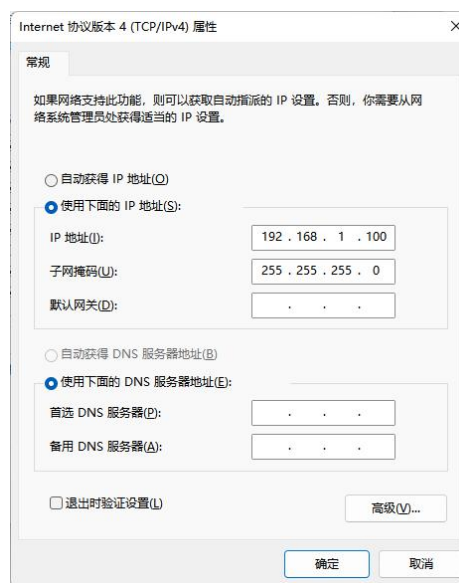 Internet 协议版本 4 (TCP/IPv4) 属性
常规
如果网络支持此功能，则可以获取自动指派的 IP 设置。否则，你需要从网
络系统管理员处获得适当的 IP 设置。
自动获得 IP 地址(O)
使用下面的 IP 地址(S):
IP 地址(I):
192 . 168 . 1 . 100
子网掩码(U):
255 . 255 . 255 . 0
默认网关(D):
. . .
自动获得 DNS 服务器地址(B)
使用下面的 DNS 服务器地址(E):
首选 DNS 服务器(P):
. . .
备用 DNS 服务器(A):
. . .
退出时验证设置(L)
高级(V)...
确定
取消